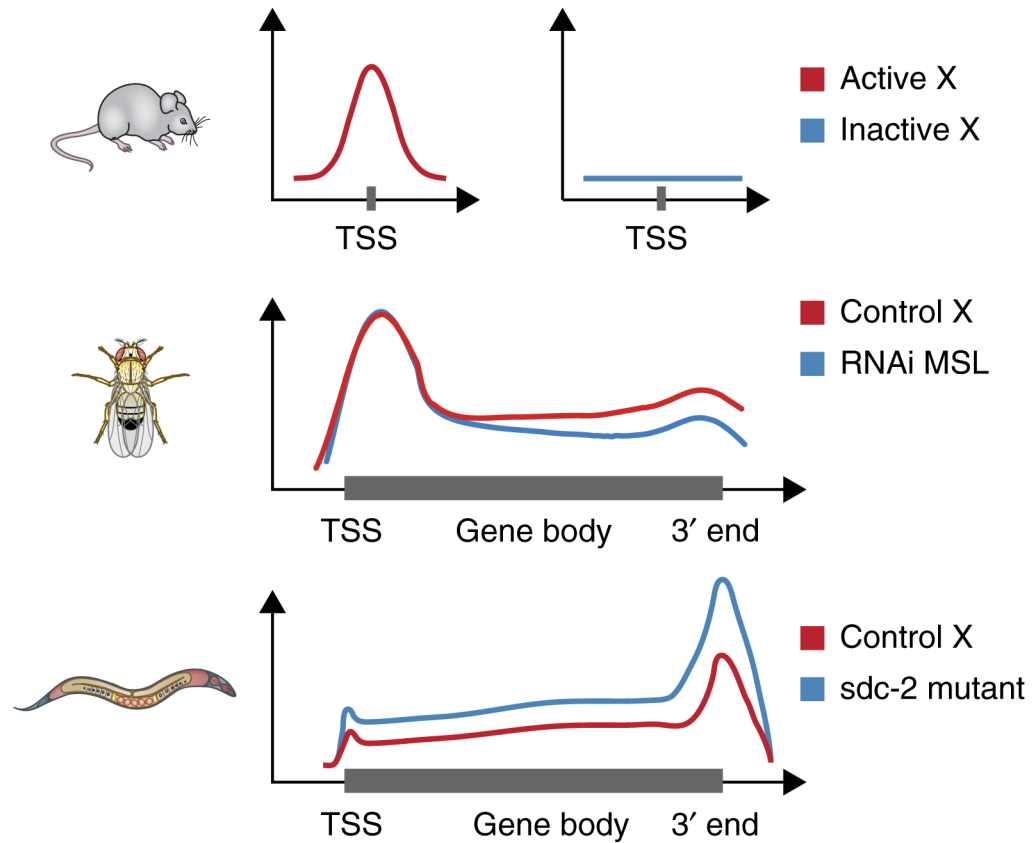 TSS
TSS
Active X
Inactive X
TSS
Gene body
3′ end
Control X
RNAi MSL
TSS
Gene body
3′ end
Control X
sdc-2 mutant